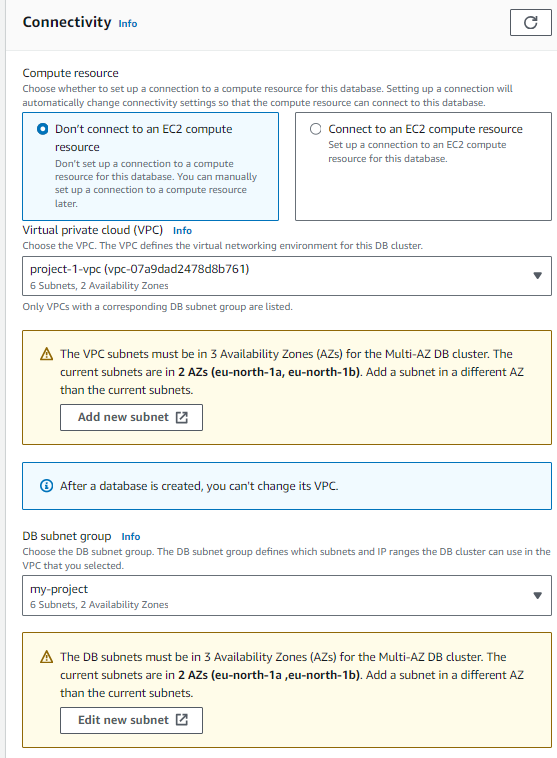 Connectivity Info
Compute resource
Choose whether to set up a connection to a compute resource for this database. Setting up a connection will
automatically change connectivity settings so that the compute resource can connect to this database.
Don't connect to an EC2 compute
resource
Don't set up a connection to a compute
resource for this database. You can manually
set up a connection to a compute resource
later.
Connect to an EC2 compute resource
Set up a connection to an EC2 compute
resource for this database.
Virtual private cloud (VPC) Info
Choose the VPC. The VPC defines the virtual networking environment for this DB cluster.
project-1-vpc (vpc-07a9dad2478d8b761)
6 Subnets, 2 Availability Zones
Only VPCs with a corresponding DB subnet group are listed.
The VPC subnets must be in 3 Availability Zones (AZs) for the Multi-AZ DB cluster. The
current subnets are in 2 AZs (eu-north-1a, eu-north-1b). Add a subnet in a different AZ
than the current subnets.
Add new subnet
After a database is created, you can't change its VPC.
DB subnet group Info
Choose the DB subnet group. The DB subnet group defines which subnets and IP ranges the DB cluster can use in the
VPC that you selected.
my-project
6 Subnets, 2 Availability Zones
The DB subnets must be in 3 Availability Zones (AZs) for the Multi-AZ DB cluster. The
current subnets are in 2 AZs (eu-north-1a ,eu-north-1b). Add a subnet in a different AZ
than the current subnets.
Edit new subnet